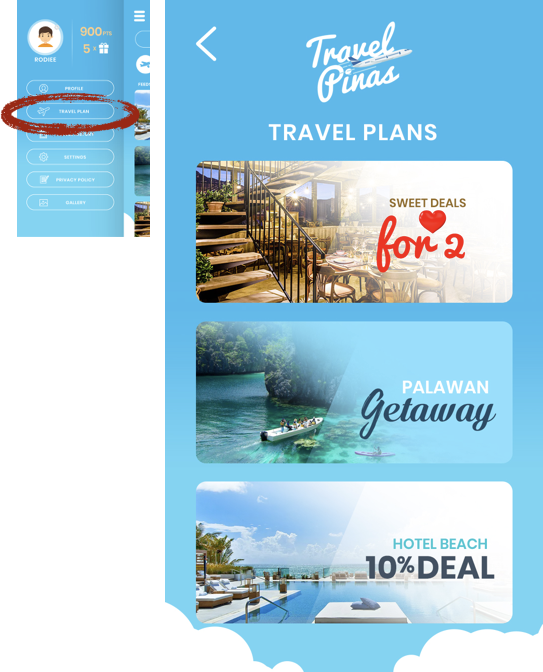 900 PTS
5 x
RODIEE
PROFILE
TRAVEL PLAN
SETTINGS
PRIVACY POLICY
GALLERY
Travel
Pinas
TRAVEL PLANS
SWEET DEALS
for 2
PALAWAN
Getaway
HOTEL BEACH
10% DEAL